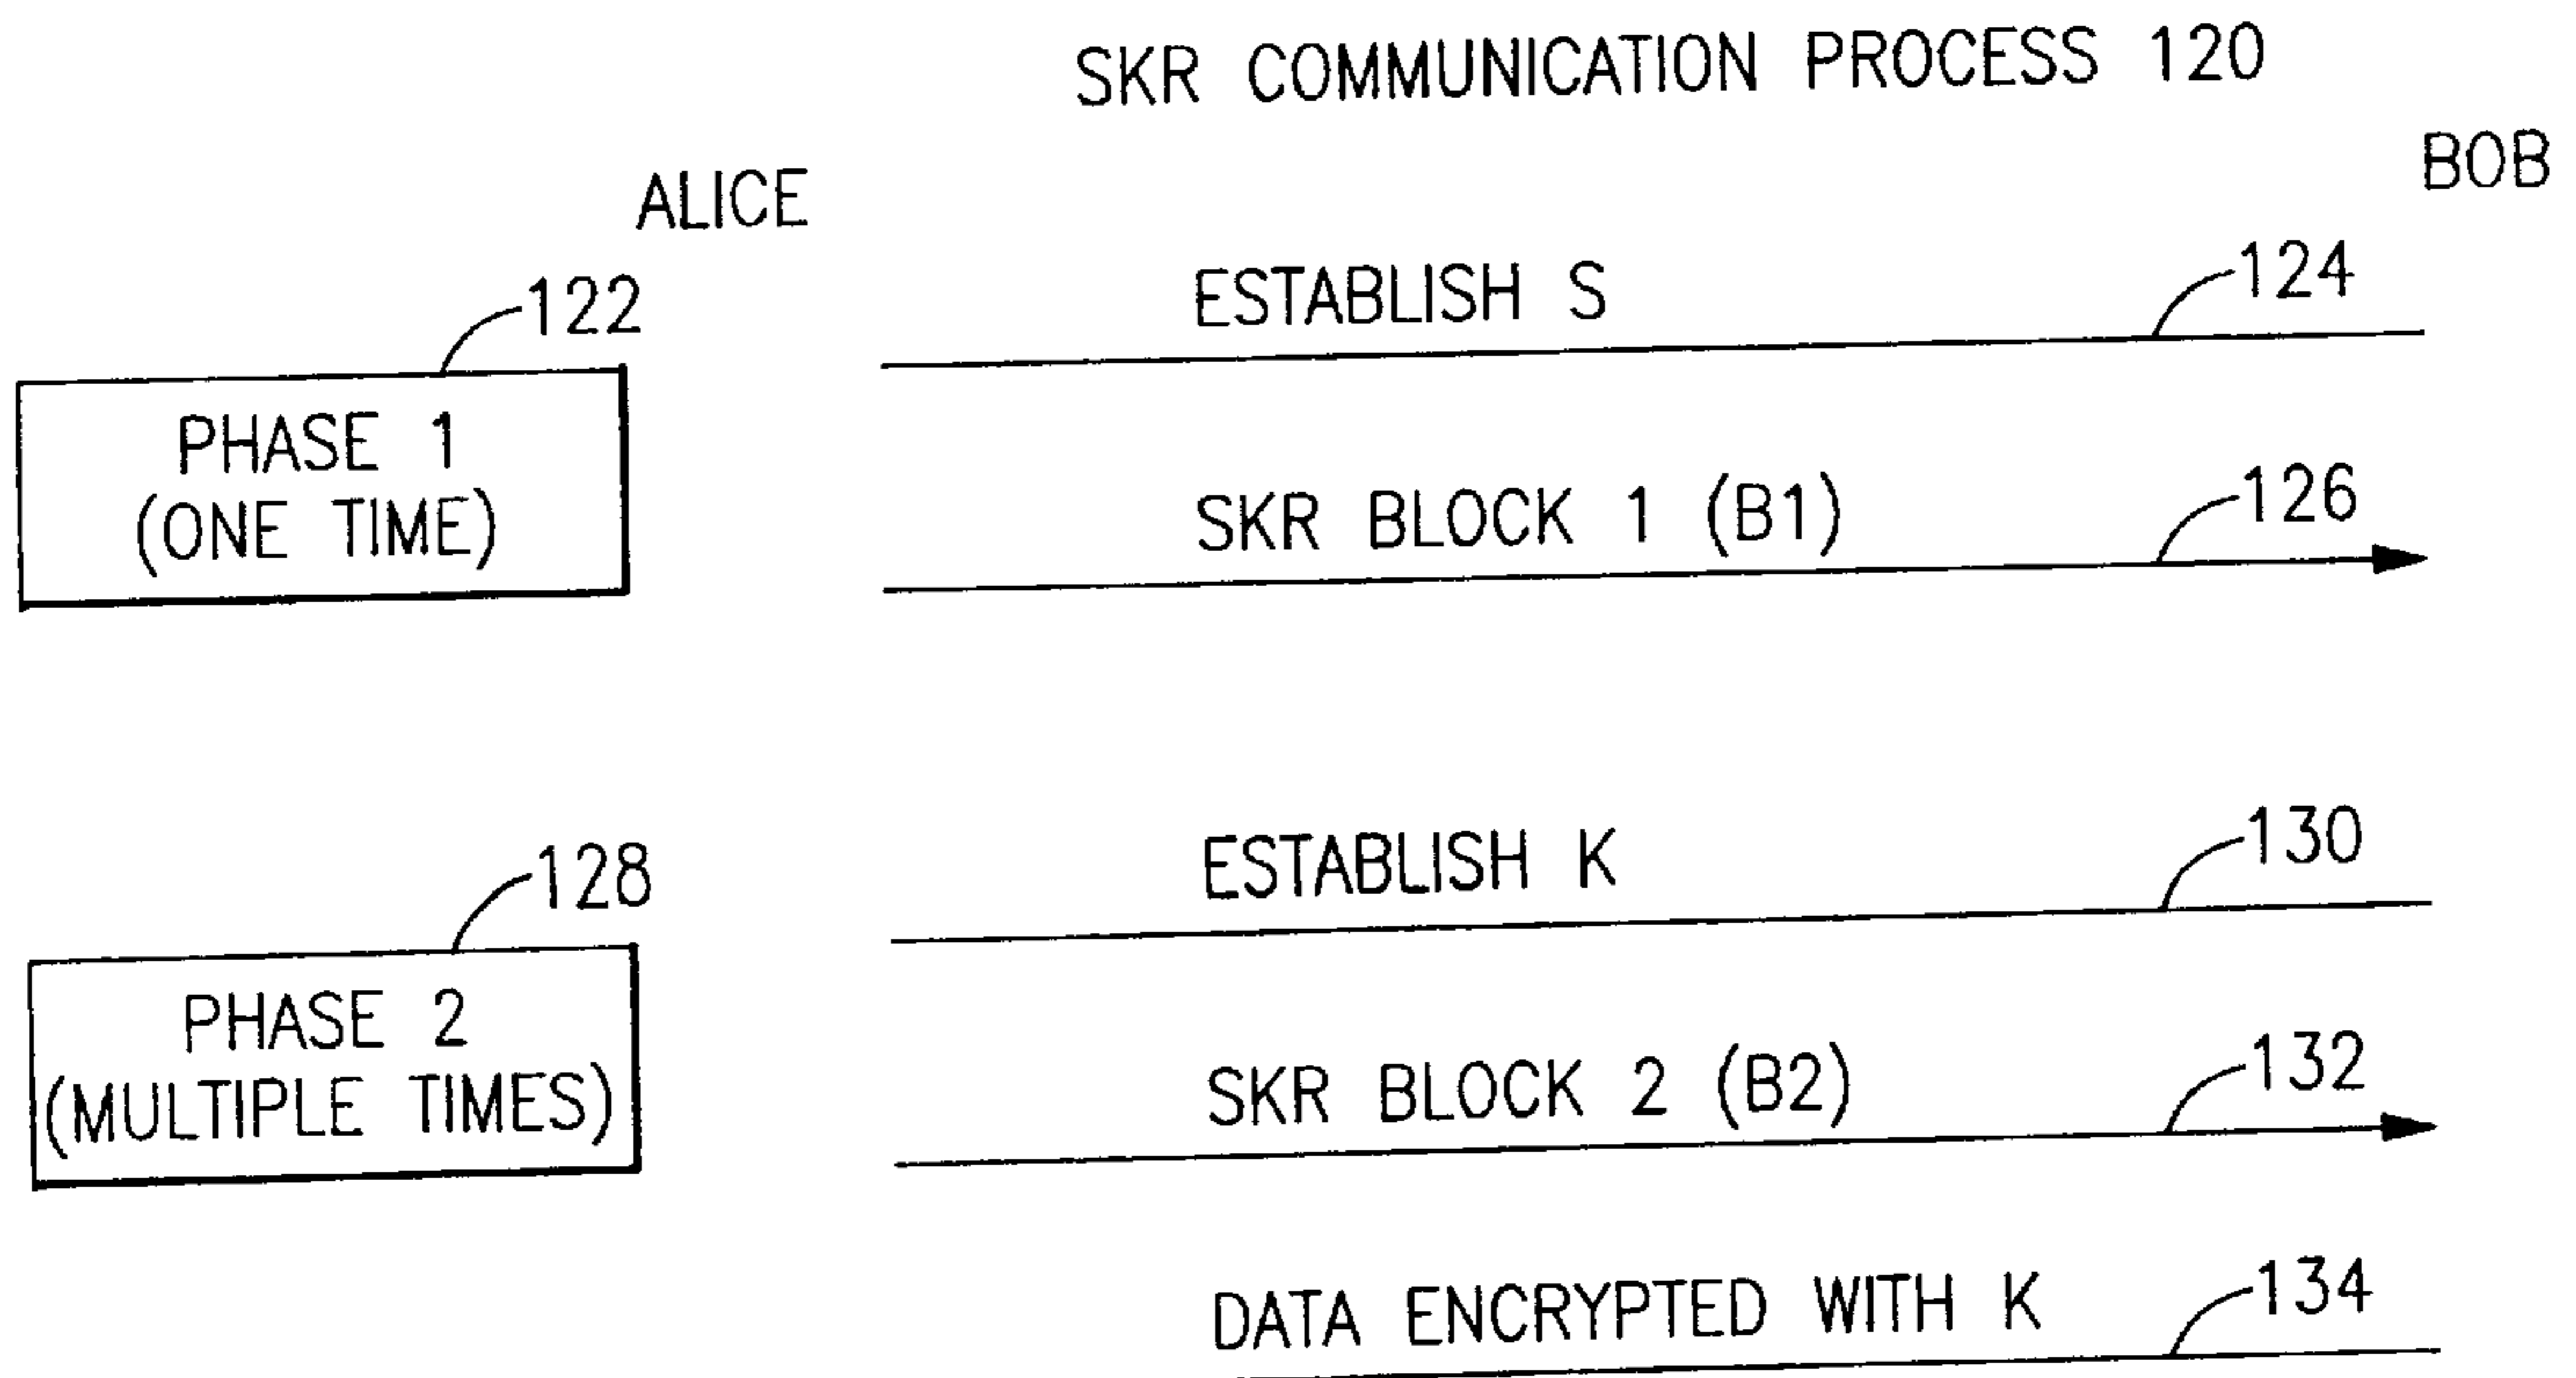 SKR COMMUNICATION PROCESS 120
ALICE
BOB
122
PHASE 1
(ONE TIME)
ESTABLISH S
124
SKR BLOCK 1 (B1)
126
128
PHASE 2
(MULTIPLE TIMES)
ESTABLISH K
130
SKR BLOCK 2 (B2)
132
DATA ENCRYPTED WITH K
134